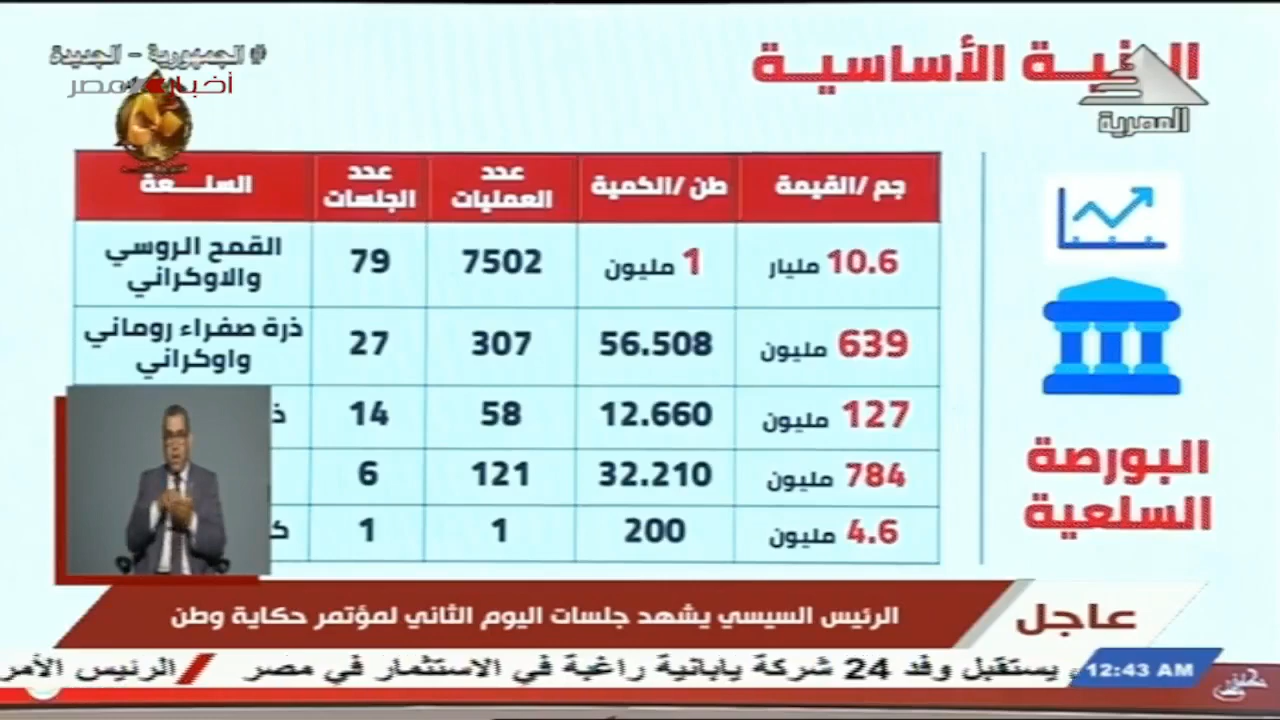 # الجمهورية - الجديدة
أخبار مصر
البنية الأساسية
المصرية
السلـــعة
عدد الجلسات
عدد العمليات
طن /الكمية
جم /القيمة
القمح الروسي والاوكراني
79
7502
1 مليون
10.6 مليار
ذرة صفراء روماني واوكراني
27
307
56.508
639 مليون
14
58
12.660
127 مليون
6
121
32.210
784 مليون
1
1
200
4.6 مليون
البورصة
السلعية
عاجل
الرئيس السيسي يشهد جلسات اليوم الثاني لمؤتمر حكاية وطن
12:43 AM
يستقبل وفد 24 شركة يابانية راغبة في الاستثمار في مصر
الرئيس